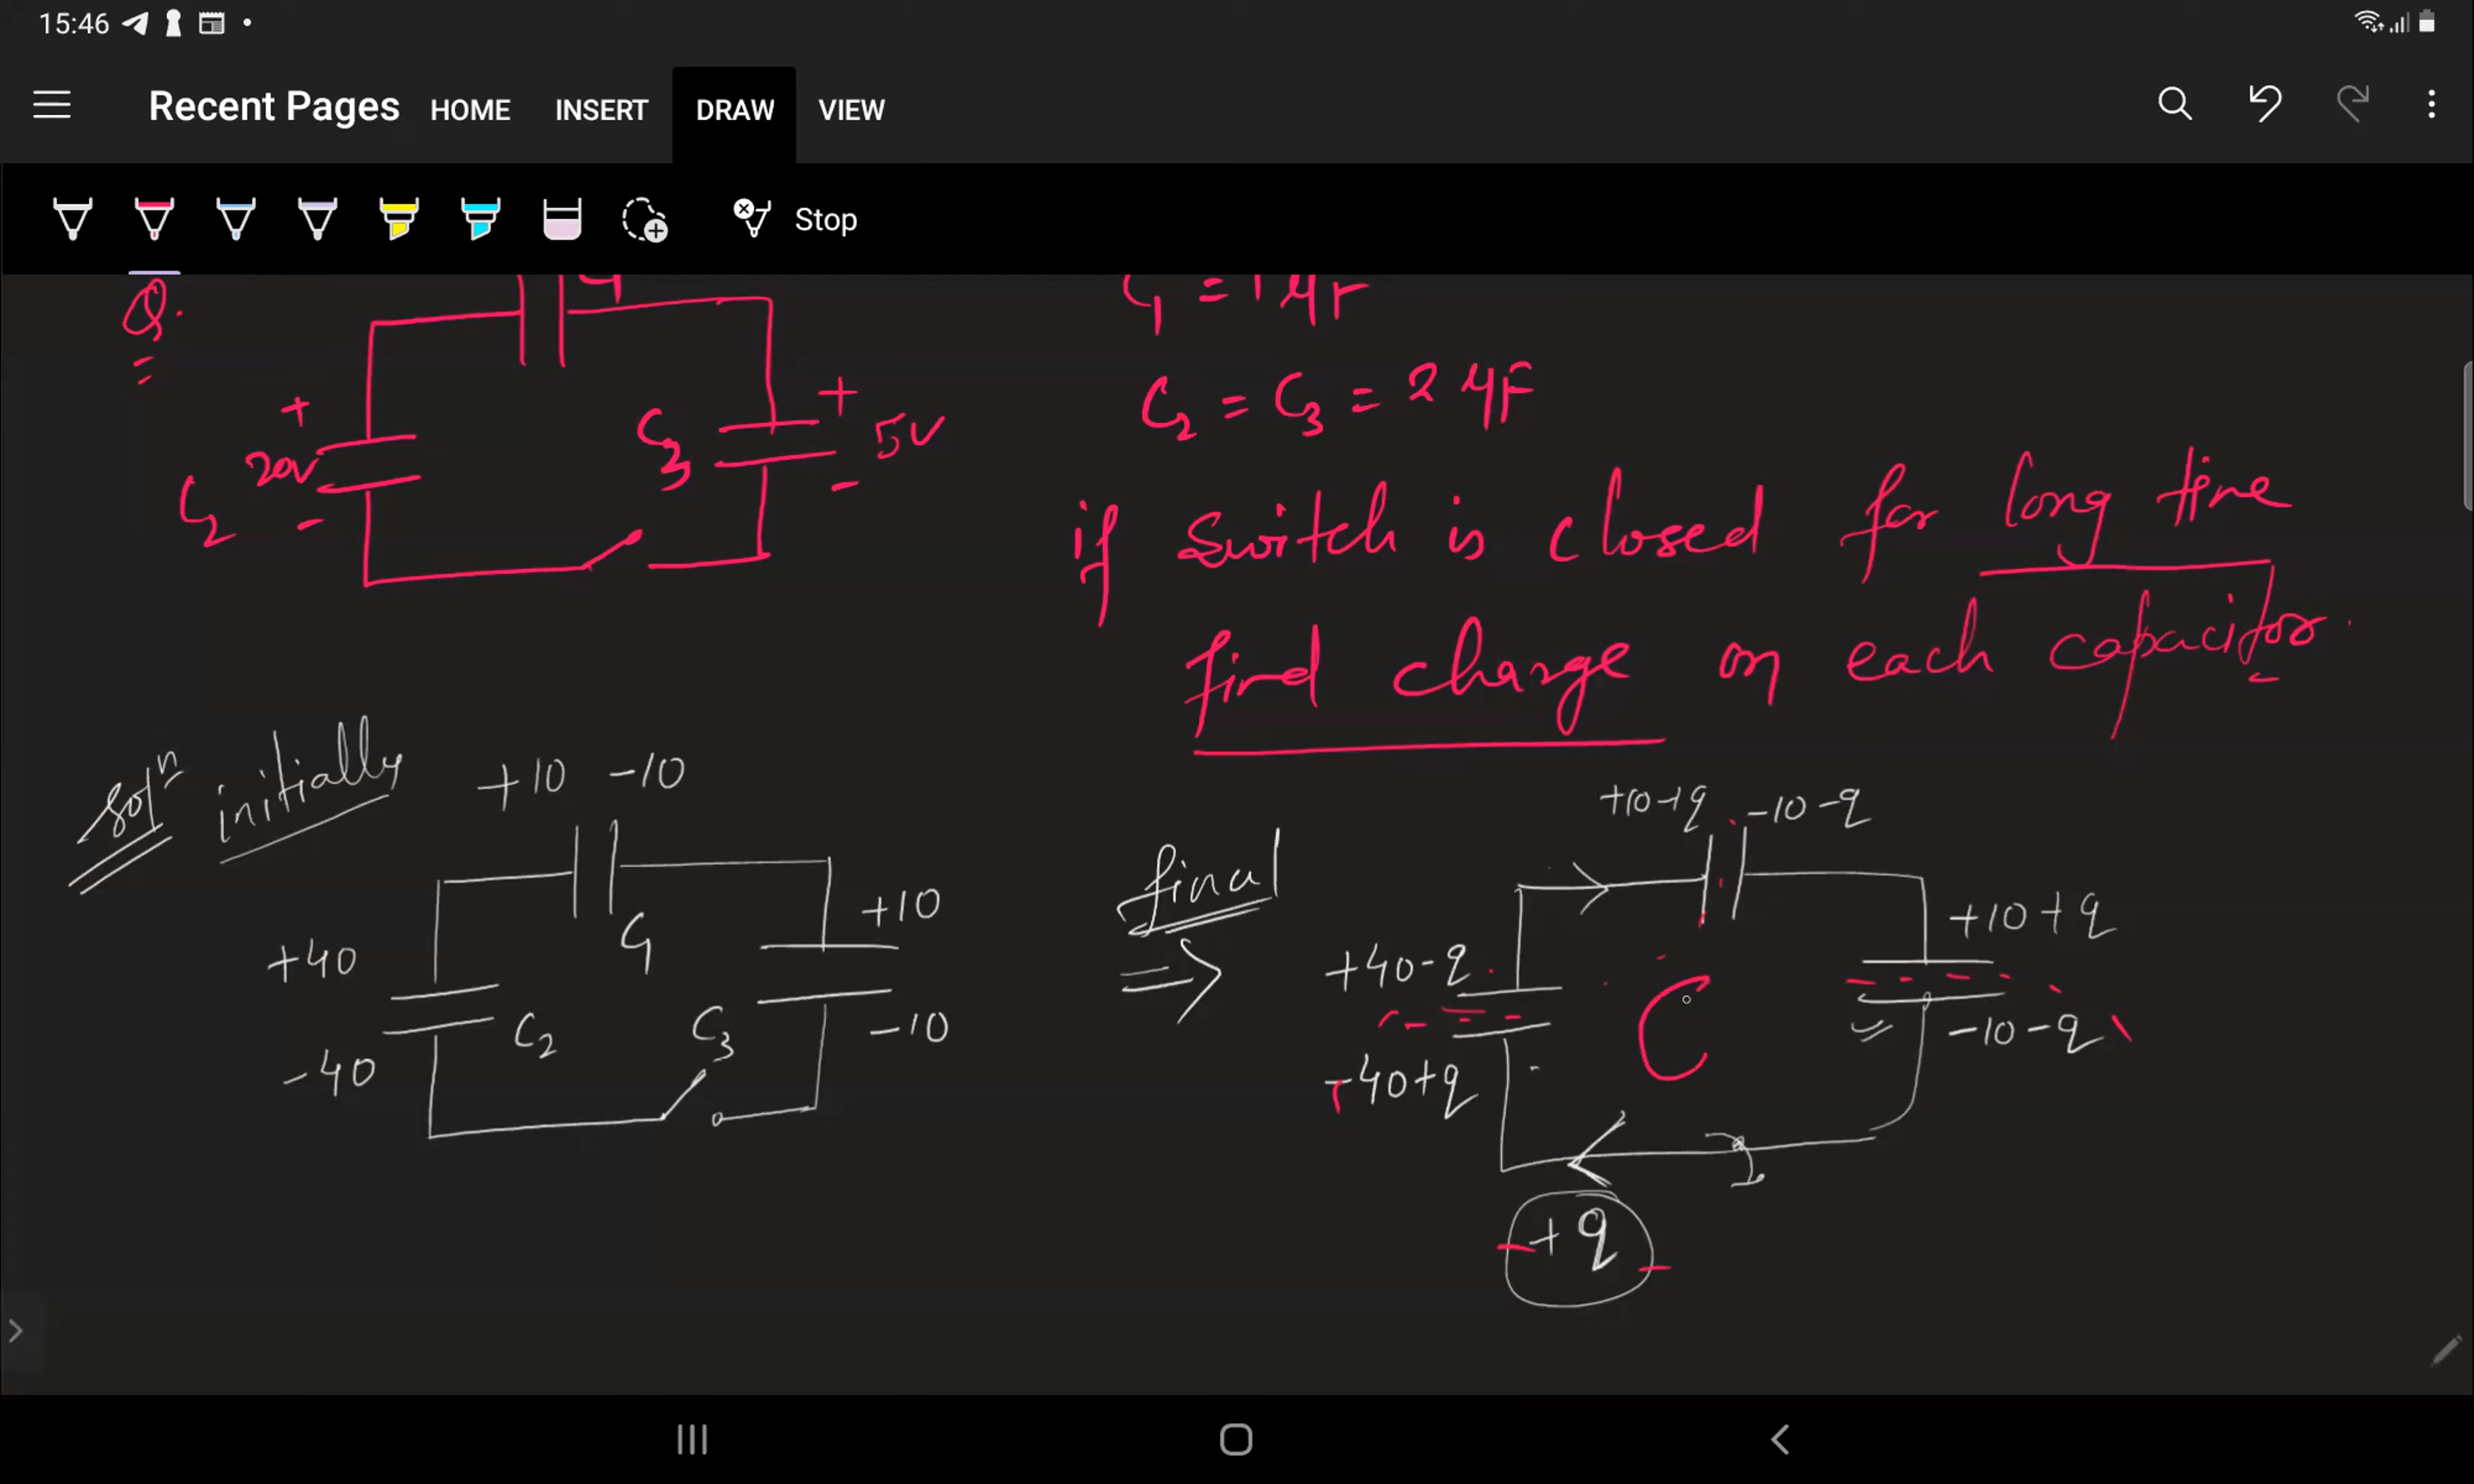 15:46
Recent Pages HOME INSERT DRAW VIEW
Stop
Q.
C₁ = 1 μF
C₂ = C₃ = 2 μF
+
20V
C₂
-
C₃
+
5V
-
if switch is closed for long time
find charge on each capacitor.
solⁿ initially
+10 -10
+40
-40
C₂
C₁
C₃
+10
-10
final
⇒
+10+q -10-q
+40-q
-40+q
C
+10+q
-10-q
+q